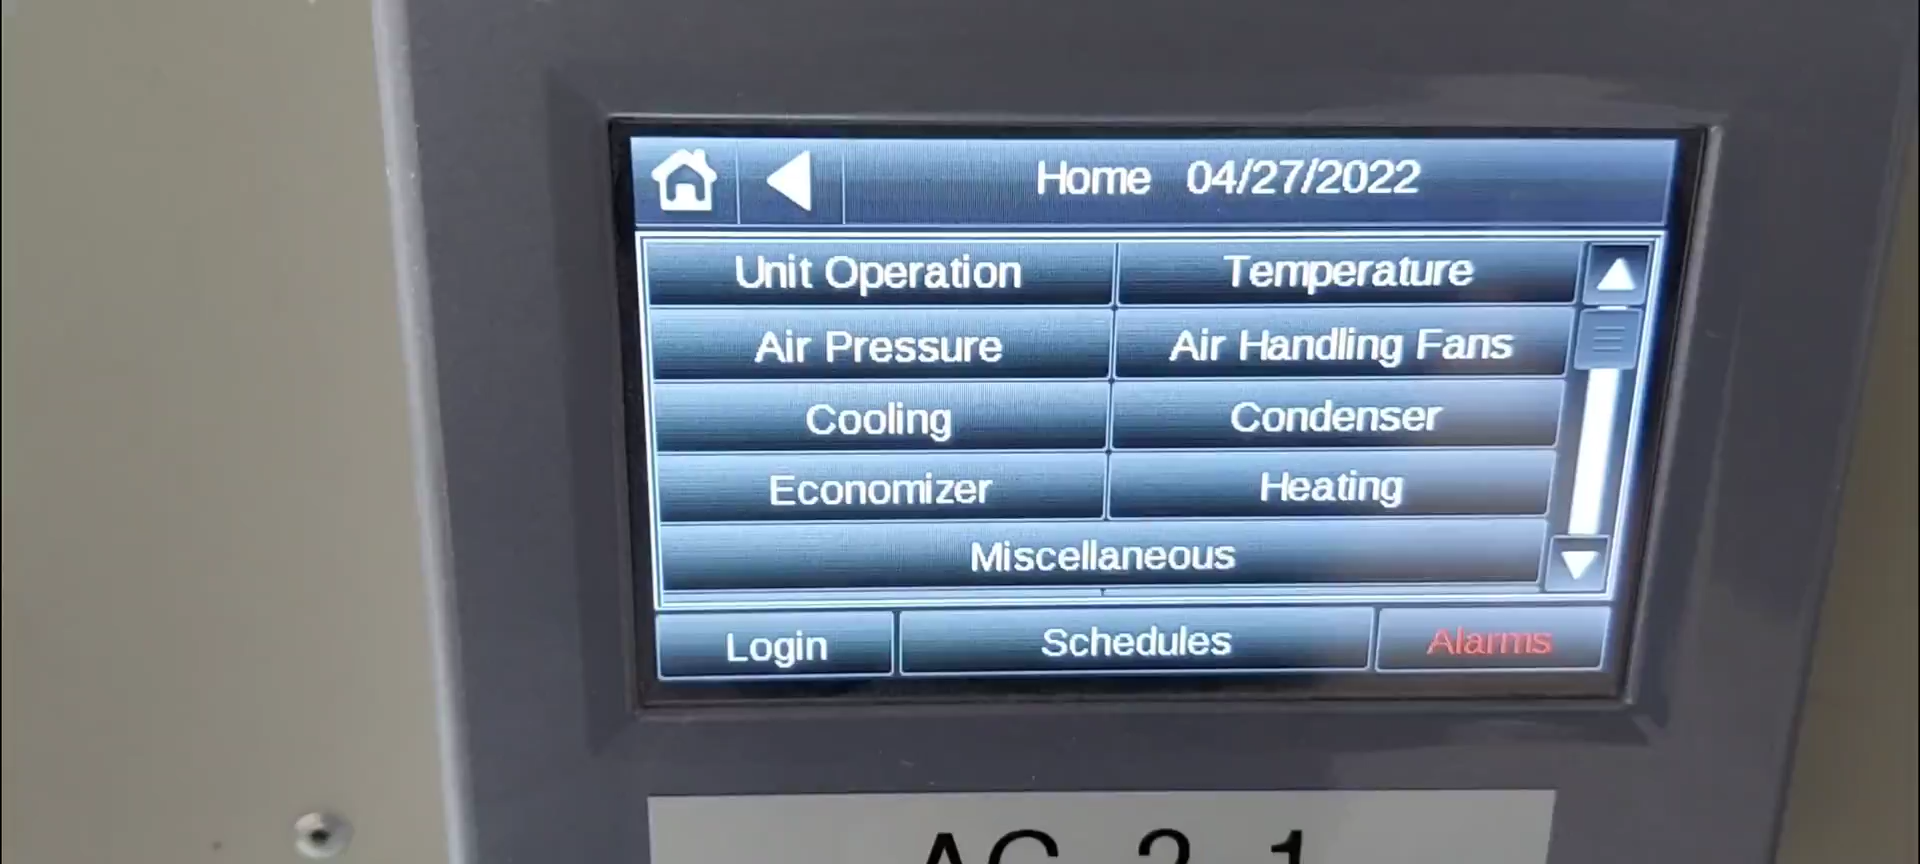 Home 04/27/2022
Unit Operation Temperature
Air Pressure Air Handling Fans
Cooling Condenser
Economizer Heating
Miscellaneous
Login Schedules Alarms
AC 2 1